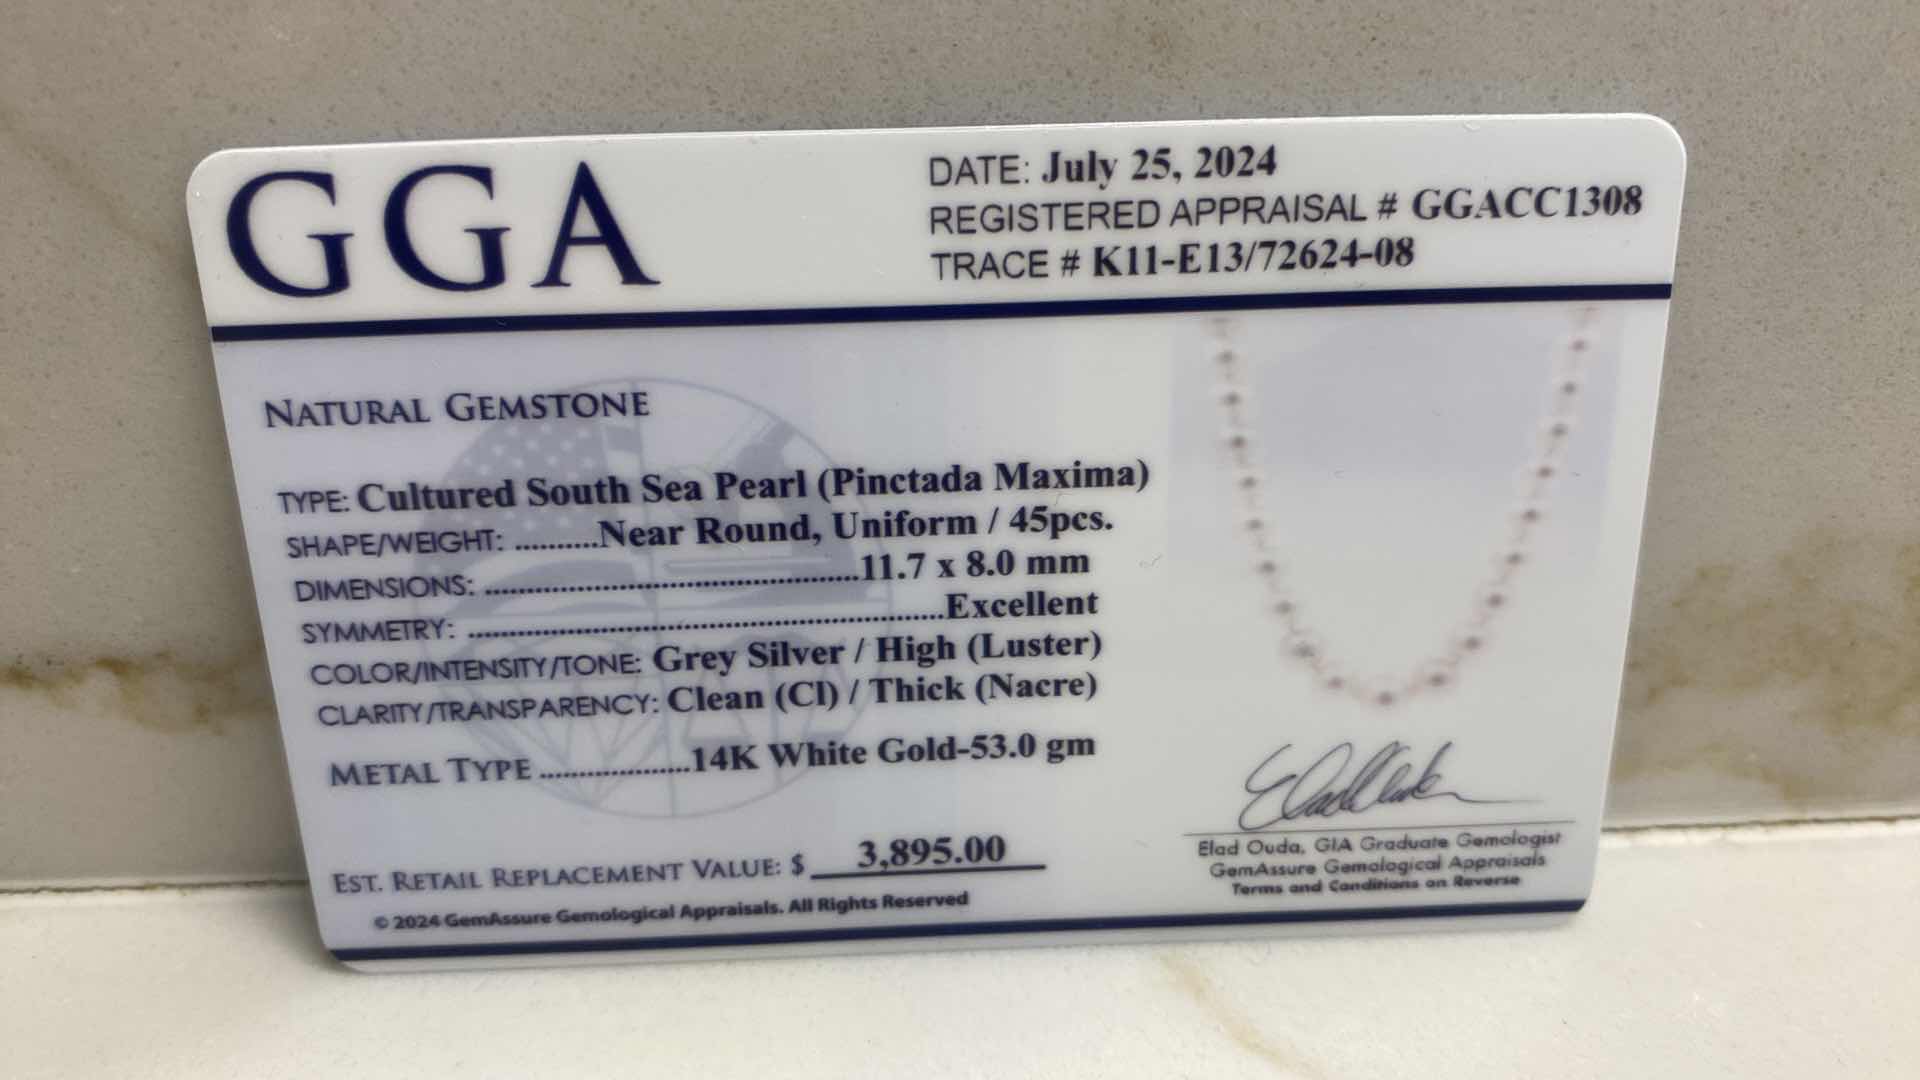 GGA
DATE: July 25, 2024
REGISTERED APPRAISAL # GGACC1308
TRACE # K11-E13/72624-08
NATURAL GEMSTONE
TYPE: Cultured South Sea Pearl (Pinctada Maxima)
SHAPE/WEIGHT: ..........Near Round, Uniform / 45pcs.
DIMENSIONS: ................................................11.7 x 8.0 mm
SYMMETRY: .............................................................Excellent
COLOR/INTENSITY/TONE: Grey Silver / High (Luster)
CLARITY/TRANSPARENCY: Clean (Cl) / Thick (Nacre)
METAL TYPE ...................14K White Gold-53.0 gm
EST. RETAIL REPLACEMENT VALUE: $ 3,895.00
© 2024 GemAssure Gemological Appraisals. All Rights Reserved
Elad Ouda, GIA Graduate Gemologist
GemAssure Gemological Appraisals
Terms and Conditions on Reverse